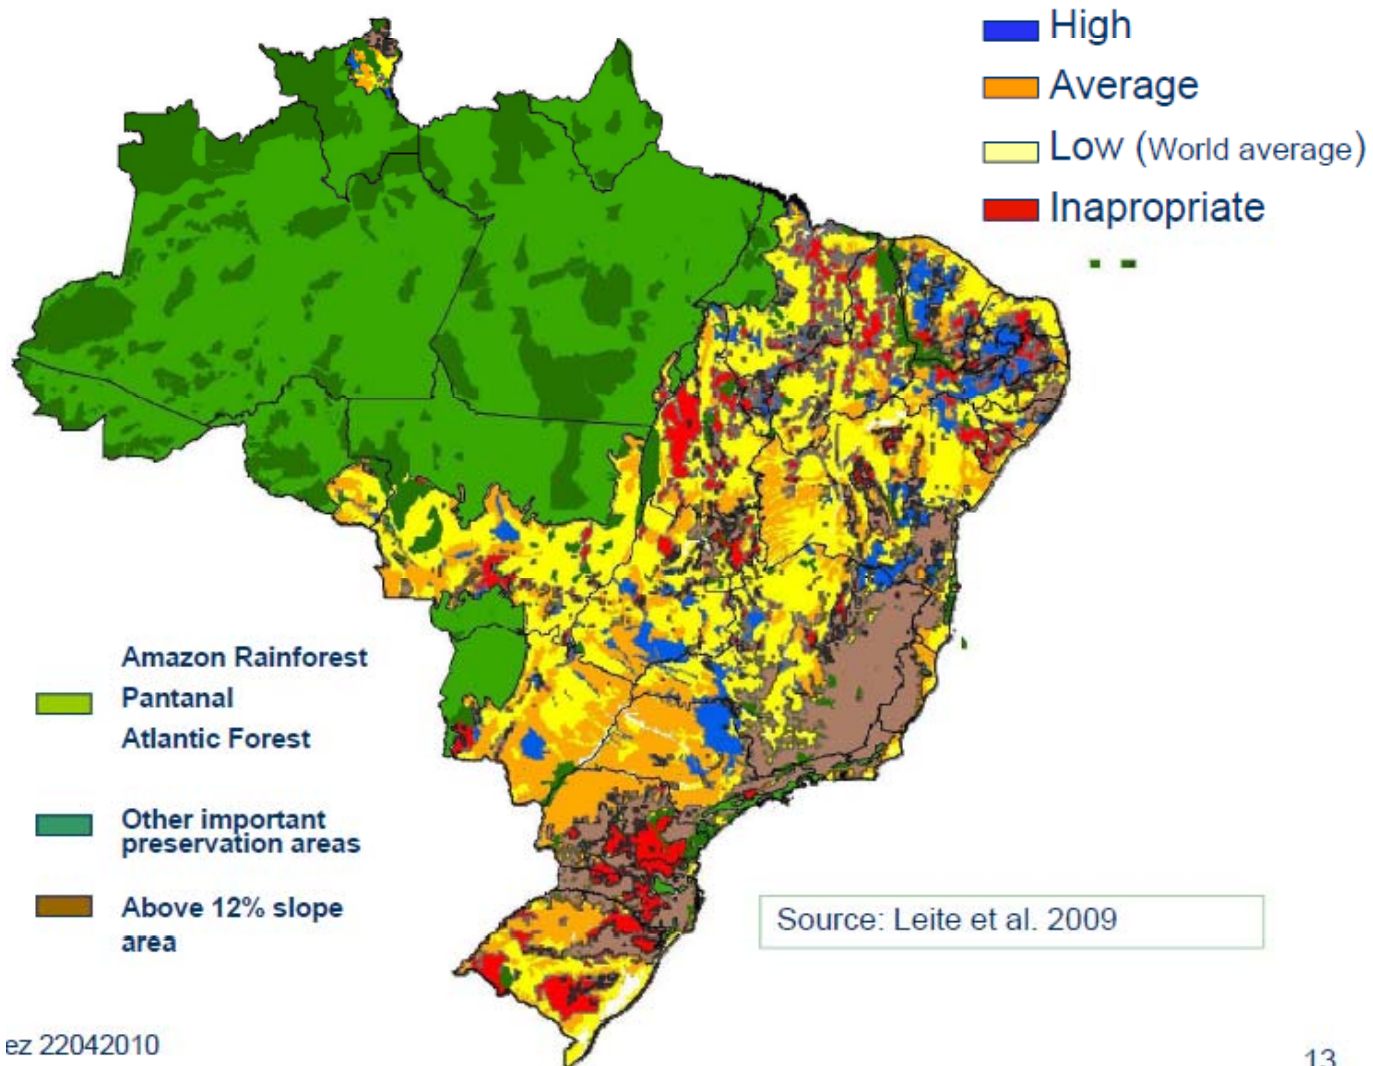 High
Average
Low (World average)
Inapropriate
Amazon Rainforest
Pantanal
Atlantic Forest
Other important
preservation areas
Above 12% slope
area
Source: Leite et al. 2009
ez 22042010
13